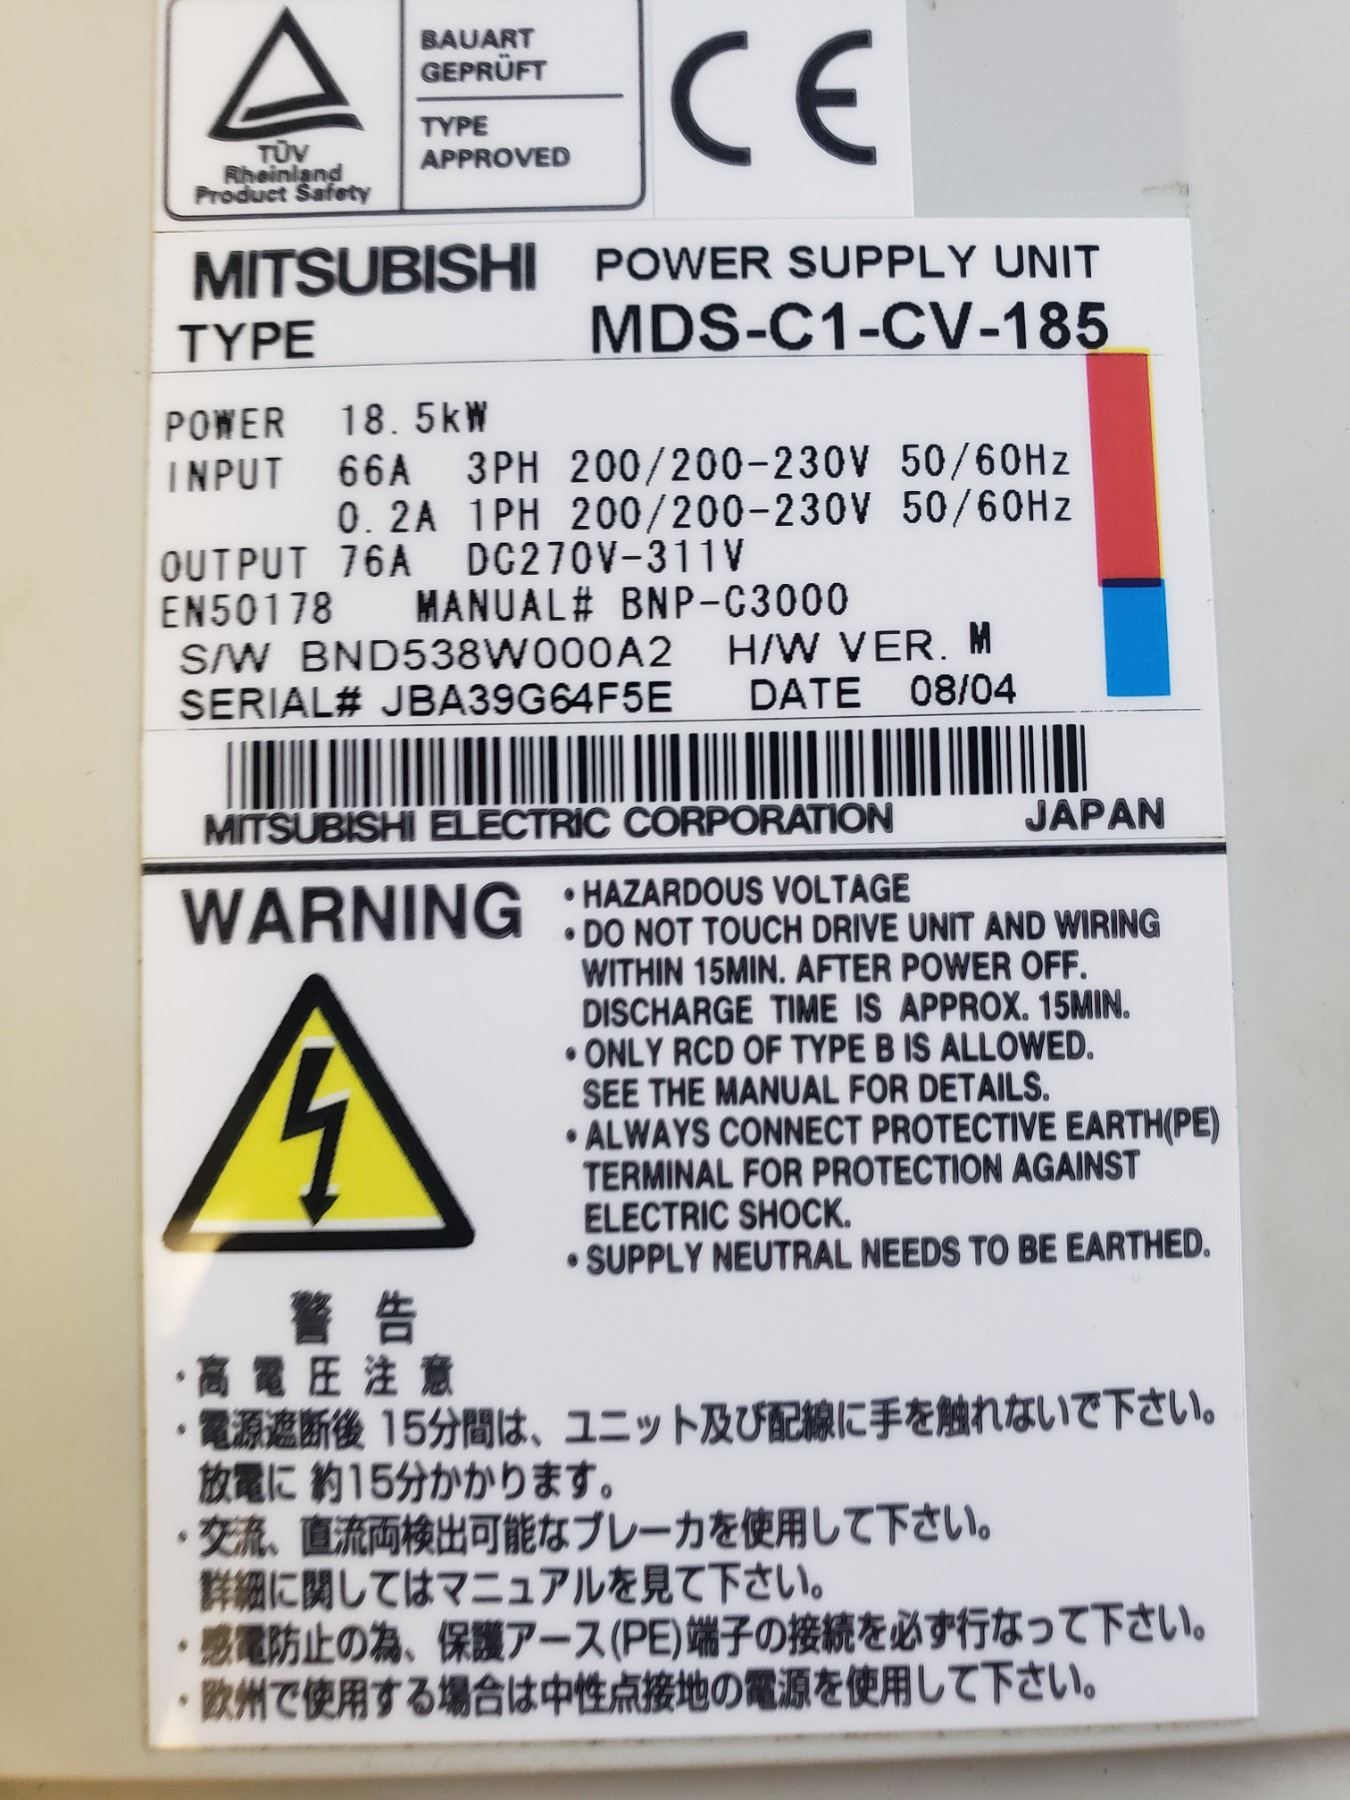 BAUART
GEPRÜFT
TYPE
APPROVED
TÜV
Rheinland
Product Safety
CE
MITSUBISHI POWER SUPPLY UNIT
TYPE MDS-C1-CV-185
POWER 18.5kW
INPUT 66A 3PH 200/200-230V 50/60Hz
0.2A 1PH 200/200-230V 50/60Hz
OUTPUT 76A DC270V-311V
EN50178 MANUAL# BNP-C3000
S/W BND538W000A2 H/W VER. M
SERIAL# JBA39G64F5E DATE 08/04
MITSUBISHI ELECTRIC CORPORATION JAPAN
WARNING
・HAZARDOUS VOLTAGE
・DO NOT TOUCH DRIVE UNIT AND WIRING
WITHIN 15MIN. AFTER POWER OFF.
DISCHARGE TIME IS APPROX. 15MIN.
・ONLY RCD OF TYPE B IS ALLOWED.
SEE THE MANUAL FOR DETAILS.
・ALWAYS CONNECT PROTECTIVE EARTH(PE)
TERMINAL FOR PROTECTION AGAINST
ELECTRIC SHOCK.
・SUPPLY NEUTRAL NEEDS TO BE EARTHED.
警 告
・高 電 圧 注 意
・電源遮断後 15分間は、ユニット及び配線に手を触れないで下さい。
放電に 約15分かかります。
・交流、直流両検出可能なブレーカを使用して下さい。
詳細に関してはマニュアルを見て下さい。
・感電防止の為、保護アース(PE)端子の接続を必ず行なって下さい。
・欧州で使用する場合は中性点接地の電源を使用して下さい。